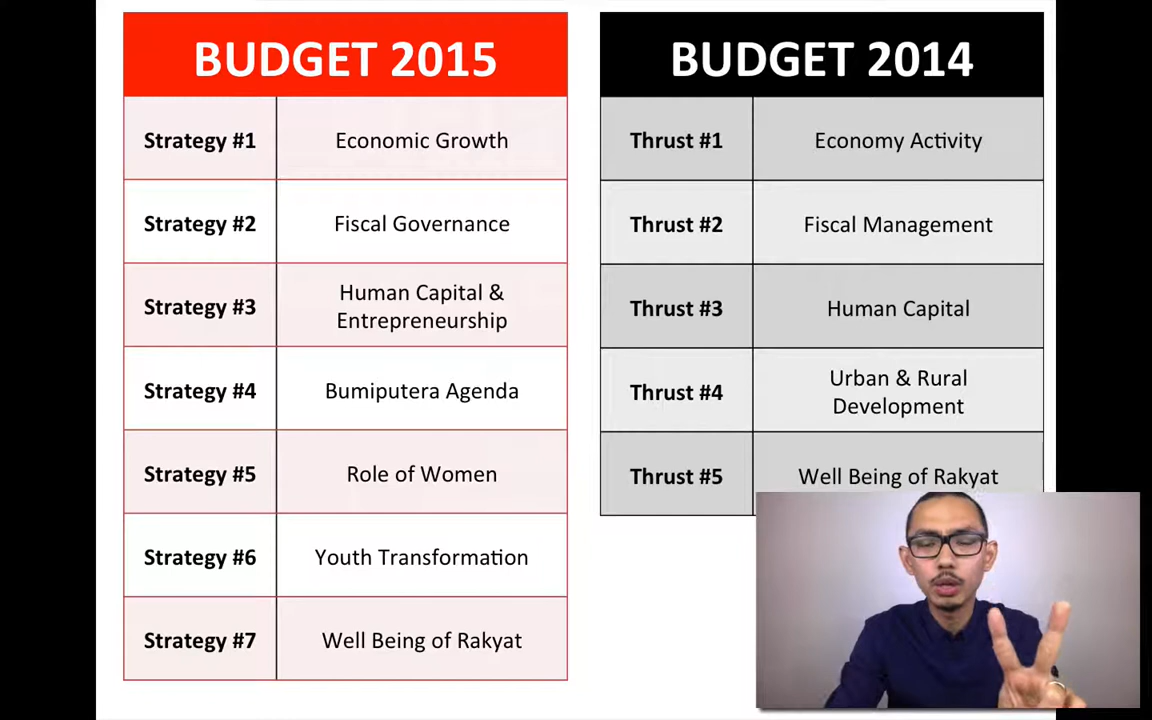 BUDGET 2015
Strategy #1
Economic Growth
Strategy #2
Fiscal Governance
Strategy #3
Human Capital &
Entrepreneurship
Strategy #4
Bumiputera Agenda
Strategy #5
Role of Women
Strategy #6
Youth Transformation
Strategy #7
Well Being of Rakyat
BUDGET 2014
Thrust #1
Economy Activity
Thrust #2
Fiscal Management
Thrust #3
Human Capital
Thrust #4
Urban & Rural
Development
Thrust #5
Well Being of Rakyat